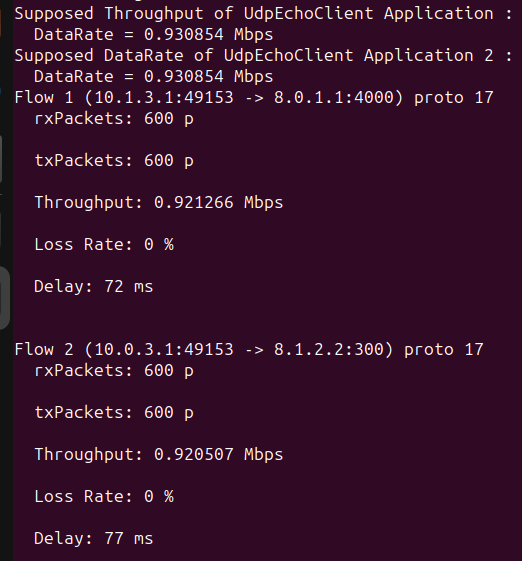 Supposed Throughput of UdpEchoClient Application :
DataRate = 0.930854 Mbps
Supposed DataRate of UdpEchoClient Application 2 :
DataRate = 0.930854 Mbps
Flow 1 (10.1.3.1:49153 -> 8.0.1.1:4000) proto 17
rxPackets: 600 p
txPackets: 600 p
Throughput: 0.921266 Mbps
Loss Rate: 0 %
Delay: 72 ms
Flow 2 (10.0.3.1:49153 -> 8.1.2.2:300) proto 17
rxPackets: 600 p
txPackets: 600 p
Throughput: 0.920507 Mbps
Loss Rate: 0 %
Delay: 77 ms